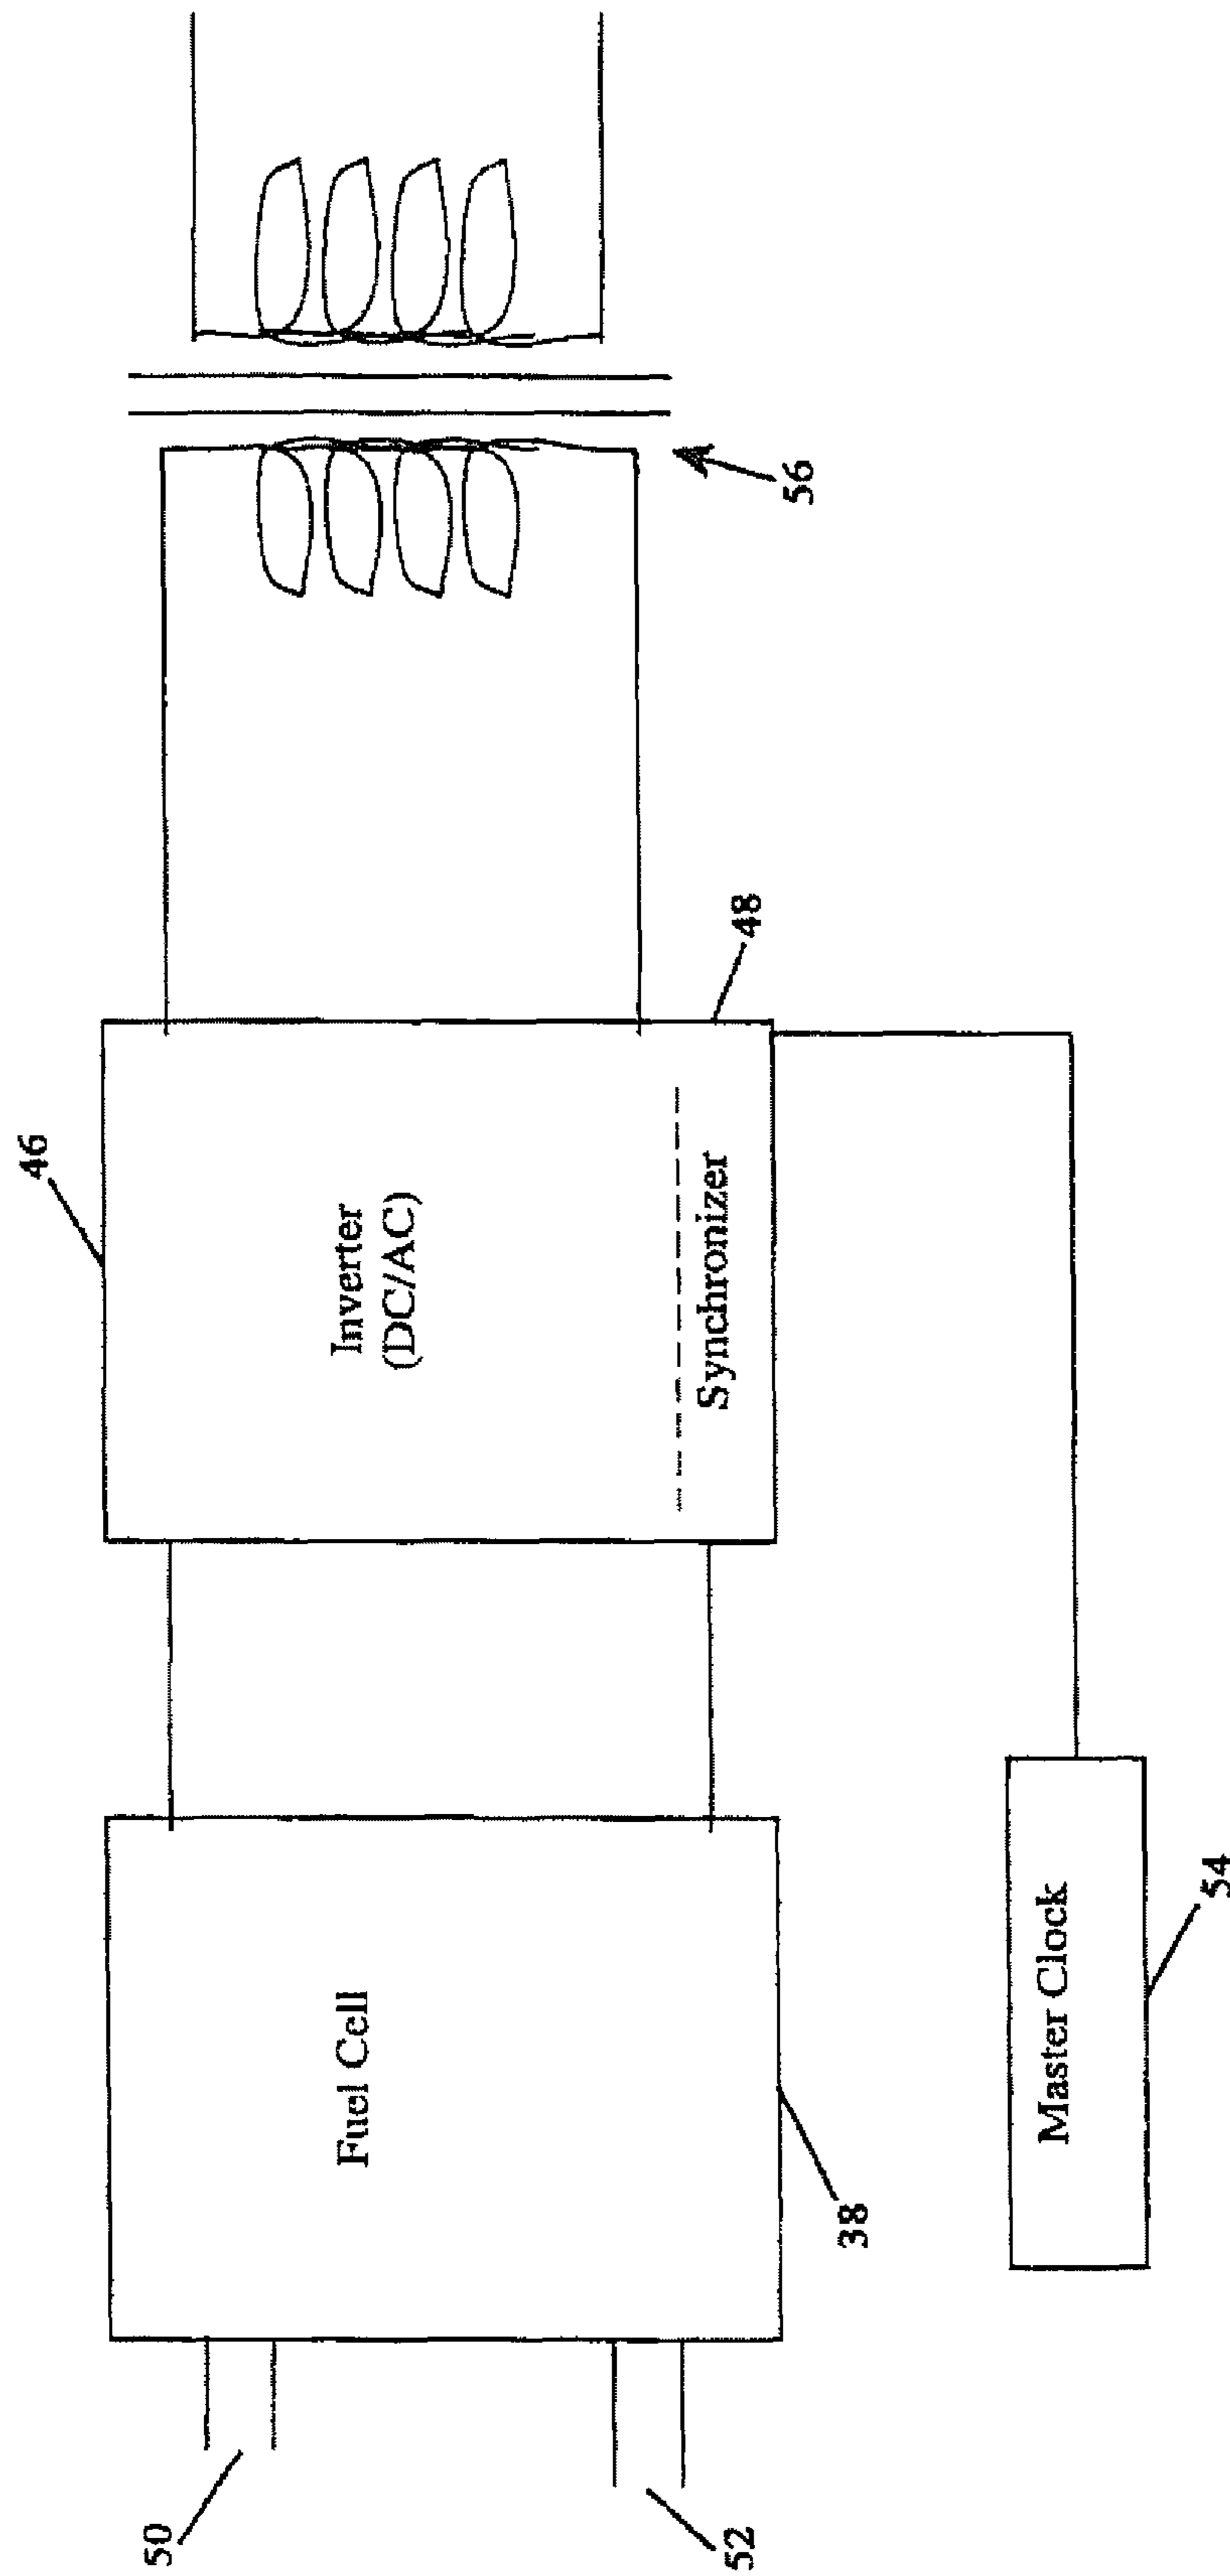 46
Inverter
(DC/AC)
Synchronizer
48
56
Fuel Cell
38
50
52
Master Clock
54